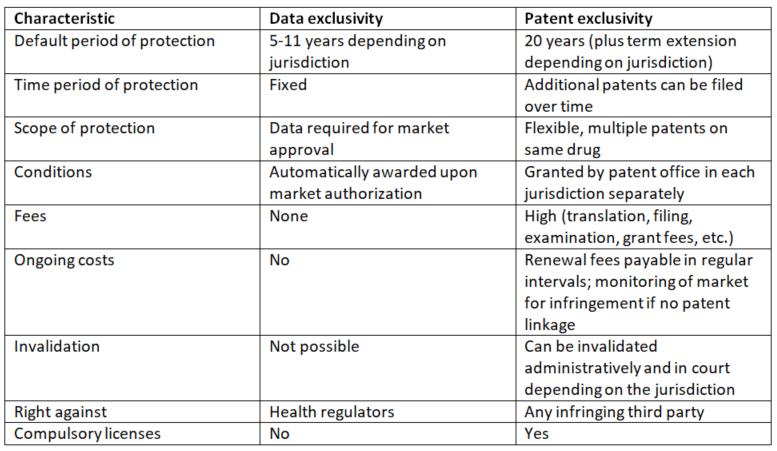 Characteristic Data exclusivity Patent exclusivity
Default period of protection 5-11 years depending on 20 years (plus term extension
jurisdiction depending on jurisdiction)
Time period of protection Fixed Additional patents can be filed
over time
Scope of protection Data required for market Flexible, multiple patents on
approval same drug
Conditions Automatically awarded upon Granted by patent office in each
market authorization jurisdiction separately
Fees None High (translation, filing,
examination, grant fees, etc.)
Ongoing costs No Renewal fees payable in regular
intervals; monitoring of market
for infringement if no patent
linkage
Invalidation Not possible Can be invalidated
administratively and in court
depending on the jurisdiction
Right against Health regulators Any infringing third party
Compulsory licenses No Yes